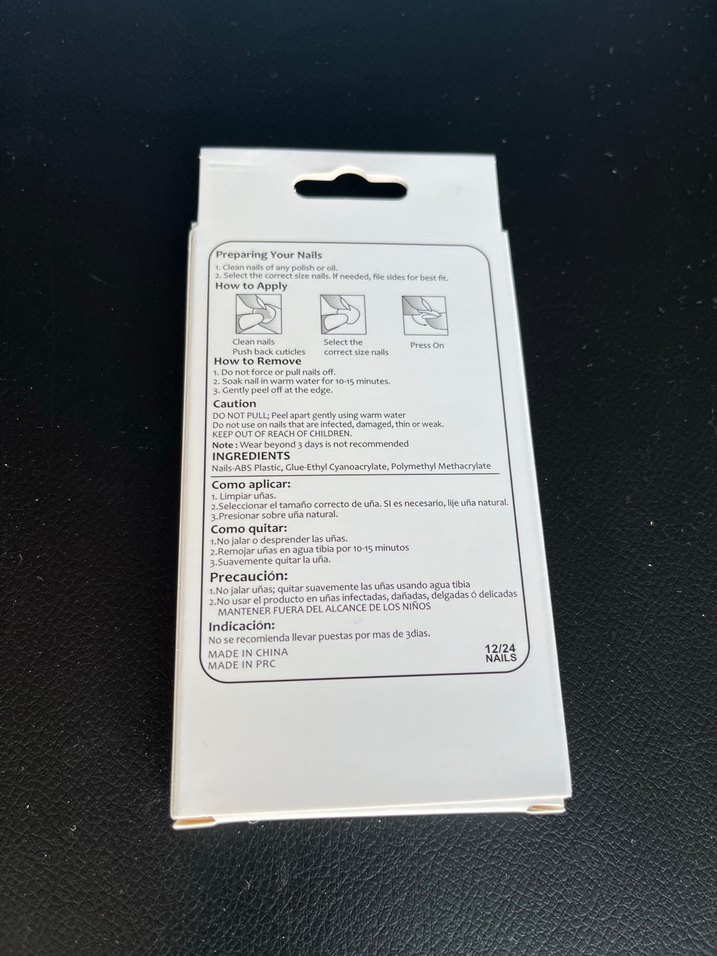 Preparing Your Nails
1. Clean nails of any polish or oil.
2. Select the correct size nails. If needed, file sides for best fit.
How to Apply
Clean nails
Push back cuticles
Select the
correct size nails
Press On
How to Remove
1. Do not force or pull nails off.
2. Soak nail in warm water for 10-15 minutes.
3. Gently peel off at the edge.
Caution
DO NOT PULL; Peel apart gently using warm water
Do not use on nails that are infected, damaged, thin or weak.
KEEP OUT OF REACH OF CHILDREN.
Note : Wear beyond 3 days is not recommended
INGREDIENTS
Nails-ABS Plastic, Glue-Ethyl Cyanoacrylate, Polymethyl Methacrylate
Como aplicar:
1. Limpiar uñas.
2.Seleccionar el tamaño correcto de uña. SI es necesario, lije uña natural.
3.Presionar sobre uña natural.
Como quitar:
1.No jalar o desprender las uñas.
2.Remojar uñas en agua tibia por 10-15 minutos
3.Suavemente quitar la uña.
Precaución:
1.No jalar uñas; quitar suavemente las uñas usando agua tibia
2.No usar el producto en uñas infectadas, dañadas, delgadas ó delicadas
MANTENER FUERA DEL ALCANCE DE LOS NIÑOS
Indicación:
No se recomienda llevar puestas por mas de 3dias.
MADE IN CHINA
MADE IN PRC
12/24
NAILS